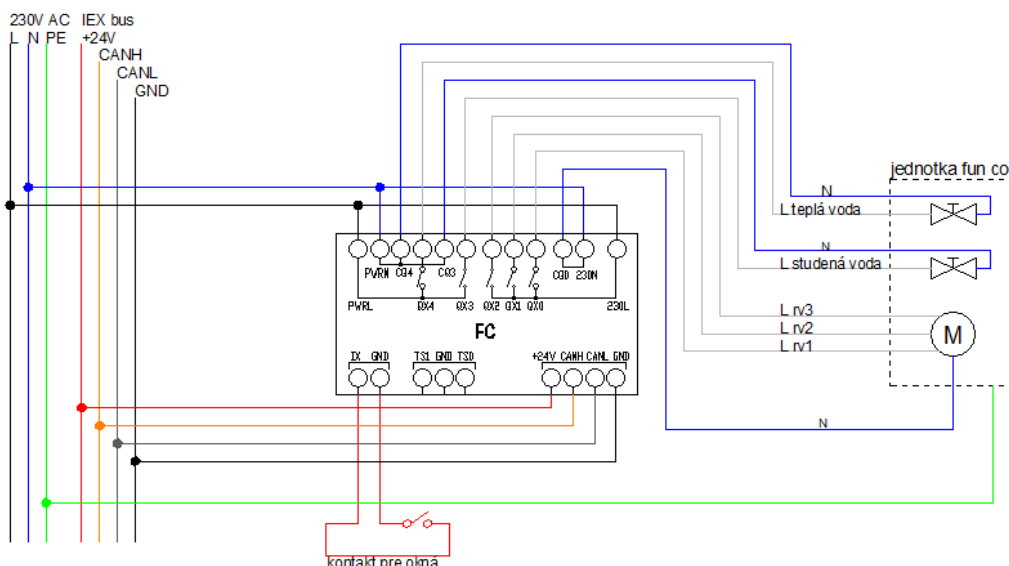 230V AC IEX bus
L N PE +24V
CANH
CANL
GND
jednotka fun co
N
L teplá voda
N
L studená voda
PWRN CQ4 CQ3 CQ0 230N
PWRL QX4 QX3 QX2 QX1 QX0 230L
FC
L rv3
L rv2
L rv1
M
IX GND TS1 GND TS0 +24V CANH CANL GND
N
kontakt pre okná